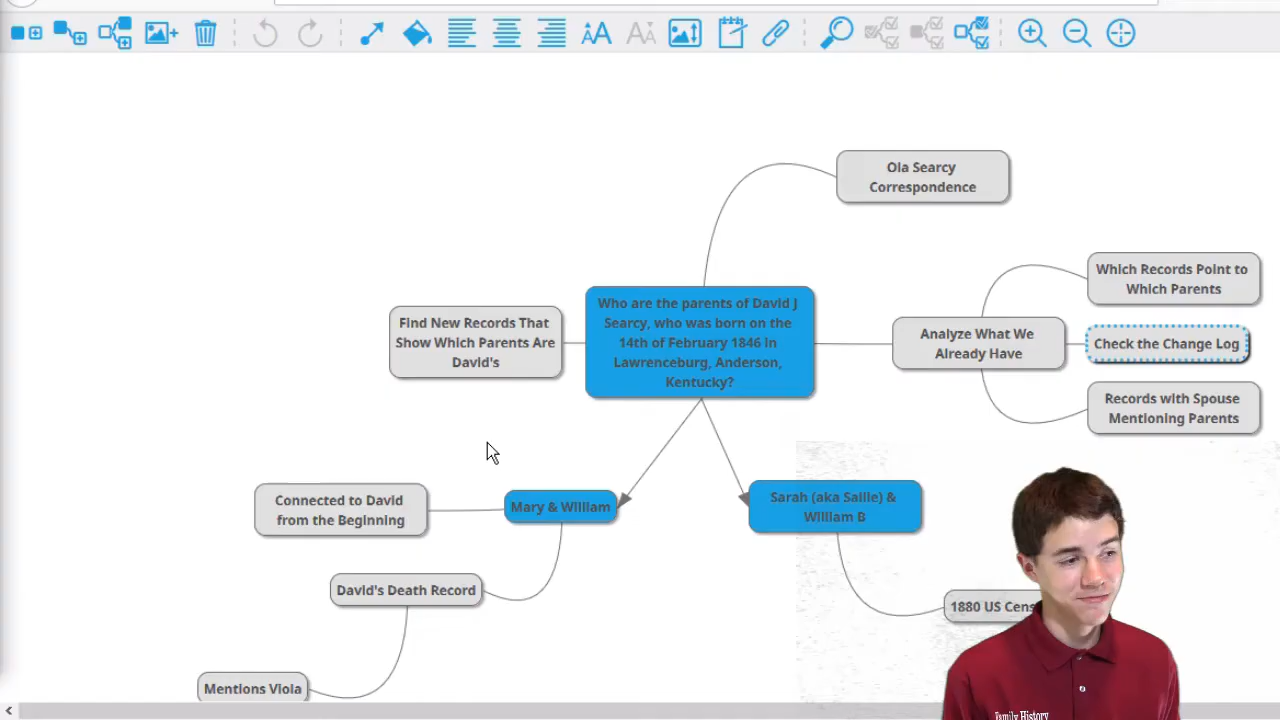 Ola Searcy
Correspondence
Which Records Point to
Which Parents
Who are the parents of David J
Searcy, who was born on the
14th of February 1846 in
Lawrenceburg, Anderson,
Kentucky?
Find New Records That
Show Which Parents Are
David's
Analyze What We
Already Have
Check the Change Log
Records with Spouse
Mentioning Parents
Connected to David
from the Beginning
Mary & William
Sarah (aka Sallie) &
William B
David's Death Record
1880 US Cens
Mentions Viola
Family History